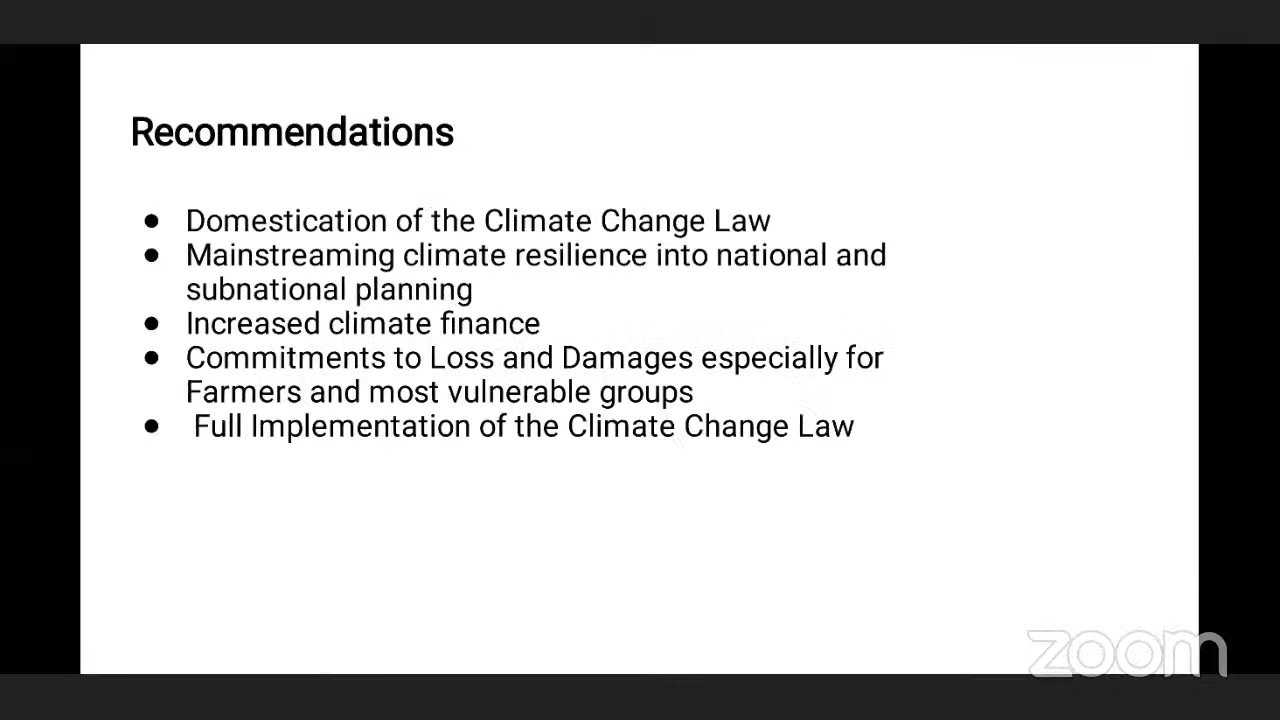 Recommendations
● Domestication of the Climate Change Law
● Mainstreaming climate resilience into national and
subnational planning
● Increased climate finance
● Commitments to Loss and Damages especially for
Farmers and most vulnerable groups
● Full Implementation of the Climate Change Law
zoom